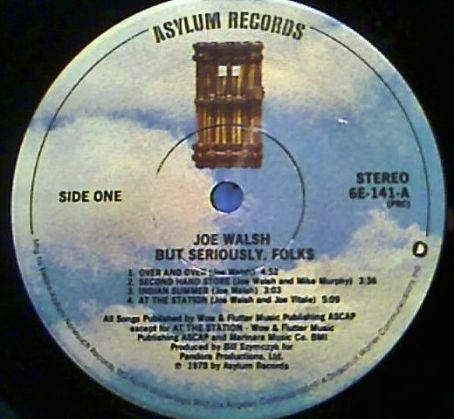 ASYLUM RECORDS
SIDE ONE
STEREO
6E-141-A
(PRC)
JOE WALSH
BUT SERIOUSLY, FOLKS
1. OVER AND OVER (Joe Walsh) 4:52
2. SECOND HAND STORE (Joe Walsh and Mike Murphy) 3:36
3. INDIAN SUMMER (Joe Walsh) 3:03
4. AT THE STATION (Joe Walsh and Joe Vitale) 5:09
All Songs Published by Wow & Flutter Music Publishing ASCAP
except for AT THE STATION - Wow & Flutter Music
Publishing ASCAP and Marinara Music Co. BMI
Produced by Bill Szymczyk for
Pandora Productions, Ltd.
℗ 1978 by Asylum Records